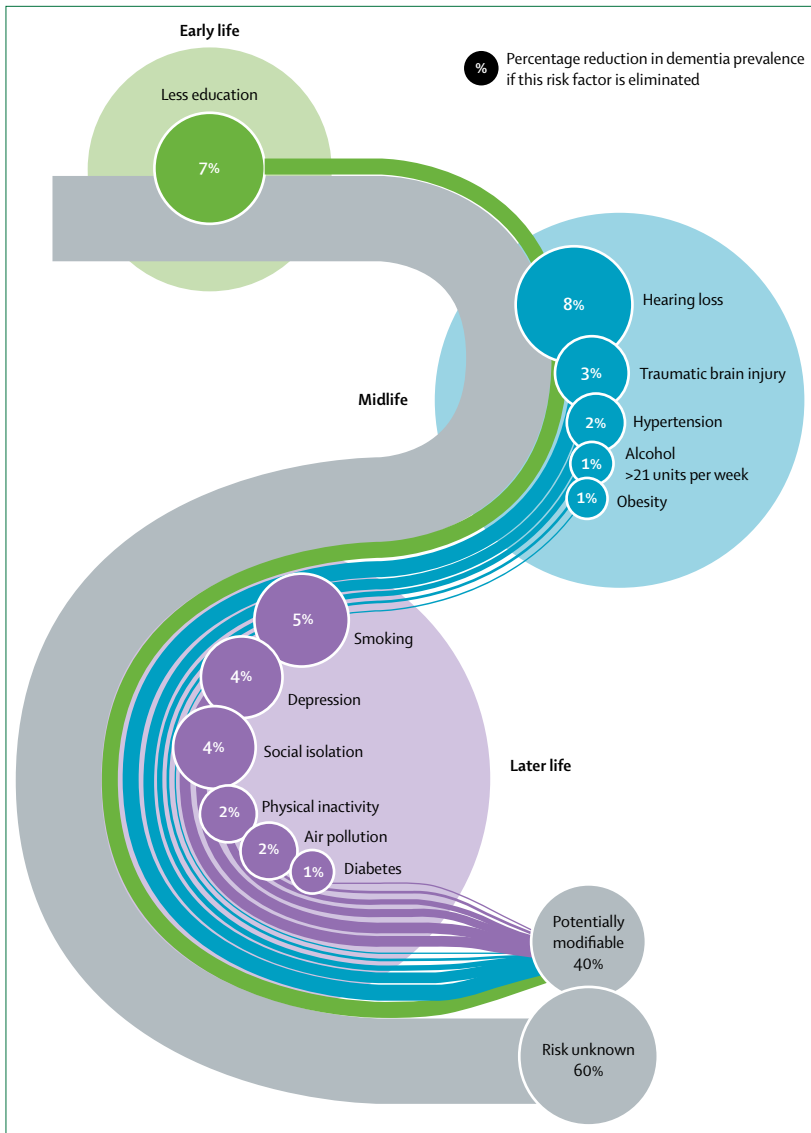 Early life
% Percentage reduction in dementia prevalence
if this risk factor is eliminated
Less education
7%
8%
Hearing loss
3%
Traumatic brain injury
Midlife
2%
Hypertension
1%
Alcohol
>21 units per week
1%
Obesity
5%
Smoking
4%
Depression
4%
Social isolation
Later life
2%
Physical inactivity
2%
Air pollution
1%
Diabetes
Potentially
modifiable
40%
Risk unknown
60%